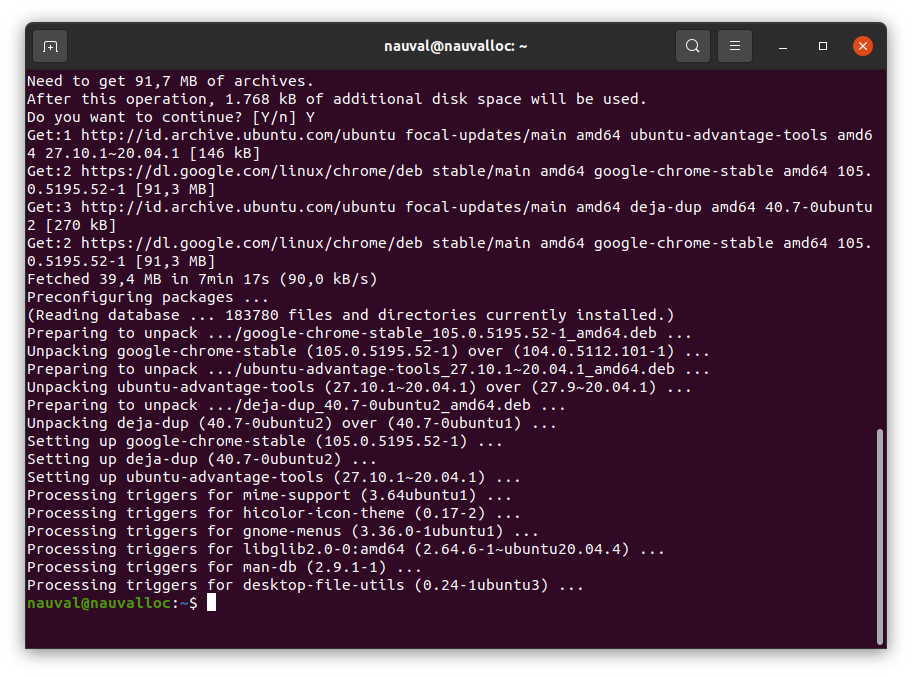 nauval@nauvalloc: ~
Need to get 91,7 MB of archives.
After this operation, 1.768 kB of additional disk space will be used.
Do you want to continue? [Y/n] Y
Get:1 http://id.archive.ubuntu.com/ubuntu focal-updates/main amd64 ubuntu-advantage-tools amd6
4 27.10.1~20.04.1 [146 kB]
Get:2 https://dl.google.com/linux/chrome/deb stable/main amd64 google-chrome-stable amd64 105.
0.5195.52-1 [91,3 MB]
Get:3 http://id.archive.ubuntu.com/ubuntu focal-updates/main amd64 deja-dup amd64 40.7-0ubuntu
2 [270 kB]
Get:2 https://dl.google.com/linux/chrome/deb stable/main amd64 google-chrome-stable amd64 105.
0.5195.52-1 [91,3 MB]
Fetched 39,4 MB in 7min 17s (90,0 kB/s)
Preconfiguring packages ...
(Reading database ... 183780 files and directories currently installed.)
Preparing to unpack .../google-chrome-stable_105.0.5195.52-1_amd64.deb ...
Unpacking google-chrome-stable (105.0.5195.52-1) over (104.0.5112.101-1) ...
Preparing to unpack .../ubuntu-advantage-tools_27.10.1~20.04.1_amd64.deb ...
Unpacking ubuntu-advantage-tools (27.10.1~20.04.1) over (27.9~20.04.1) ...
Preparing to unpack .../deja-dup_40.7-0ubuntu2_amd64.deb ...
Unpacking deja-dup (40.7-0ubuntu2) over (40.7-0ubuntu1) ...
Setting up google-chrome-stable (105.0.5195.52-1) ...
Setting up deja-dup (40.7-0ubuntu2) ...
Setting up ubuntu-advantage-tools (27.10.1~20.04.1) ...
Processing triggers for mime-support (3.64ubuntu1) ...
Processing triggers for hicolor-icon-theme (0.17-2) ...
Processing triggers for gnome-menus (3.36.0-1ubuntu1) ...
Processing triggers for libglib2.0-0:amd64 (2.64.6-1~ubuntu20.04.4) ...
Processing triggers for man-db (2.9.1-1) ...
Processing triggers for desktop-file-utils (0.24-1ubuntu3) ...
nauval@nauvalloc:~$